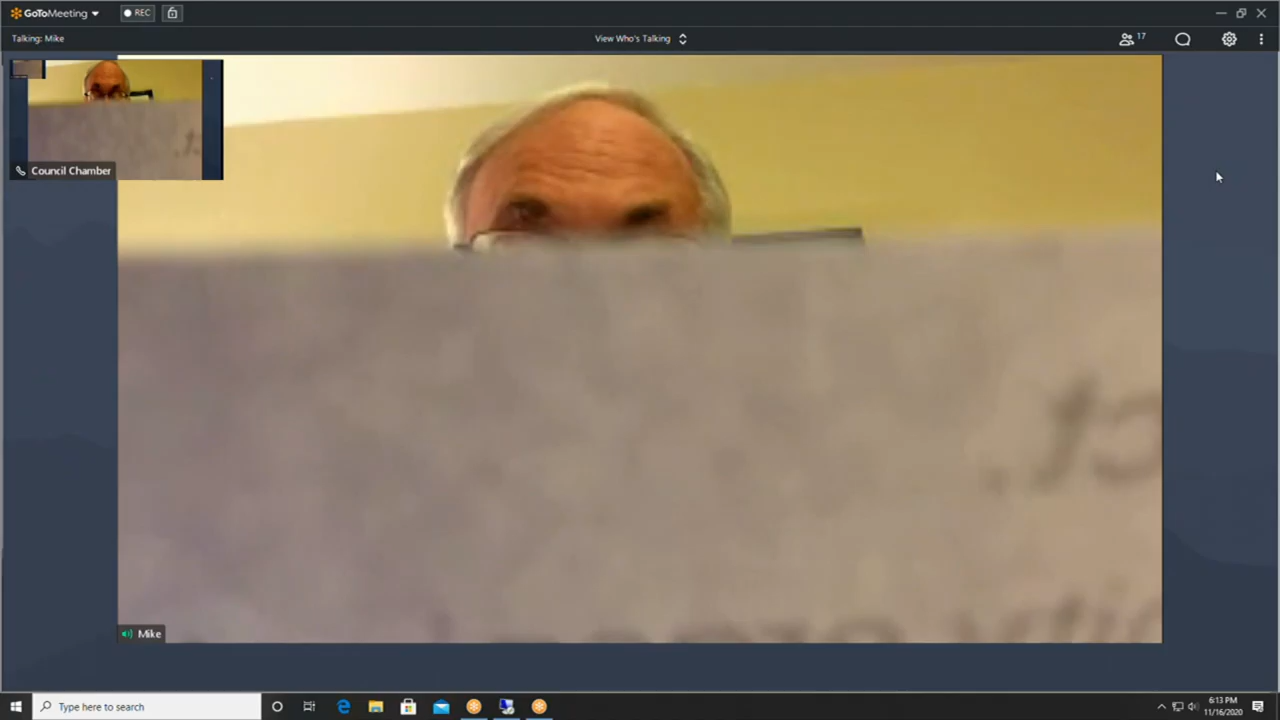 GoToMeeting
REC
Talking: Mike
View Who's Talking
17
Council Chamber
Mike
Type here to search
6:13 PM
11/16/2020